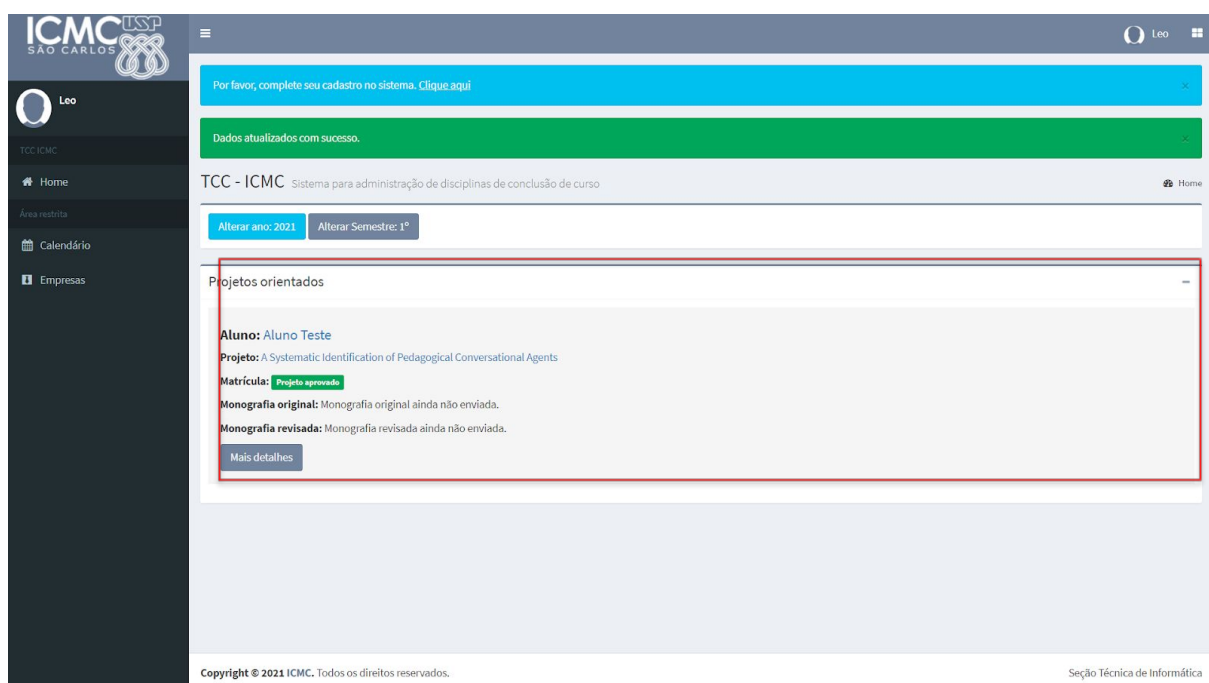 ICMC USP
SÃO CARLOS
Leo
Leo
TCC ICMC
Home
Área restrita
Calendário
Empresas
Por favor, complete seu cadastro no sistema. Clique aqui ×
Dados atualizados com sucesso. ×
TCC - ICMC Sistema para administração de disciplinas de conclusão de curso Home
Alterar ano: 2021 Alterar Semestre: 1º
Projetos orientados
Aluno: Aluno Teste
Projeto: A Systematic Identification of Pedagogical Conversational Agents
Matrícula: Projeto aprovado
Monografia original: Monografia original ainda não enviada.
Monografia revisada: Monografia revisada ainda não enviada.
Mais detalhes
Copyright © 2021 ICMC. Todos os direitos reservados. Seção Técnica de Informática